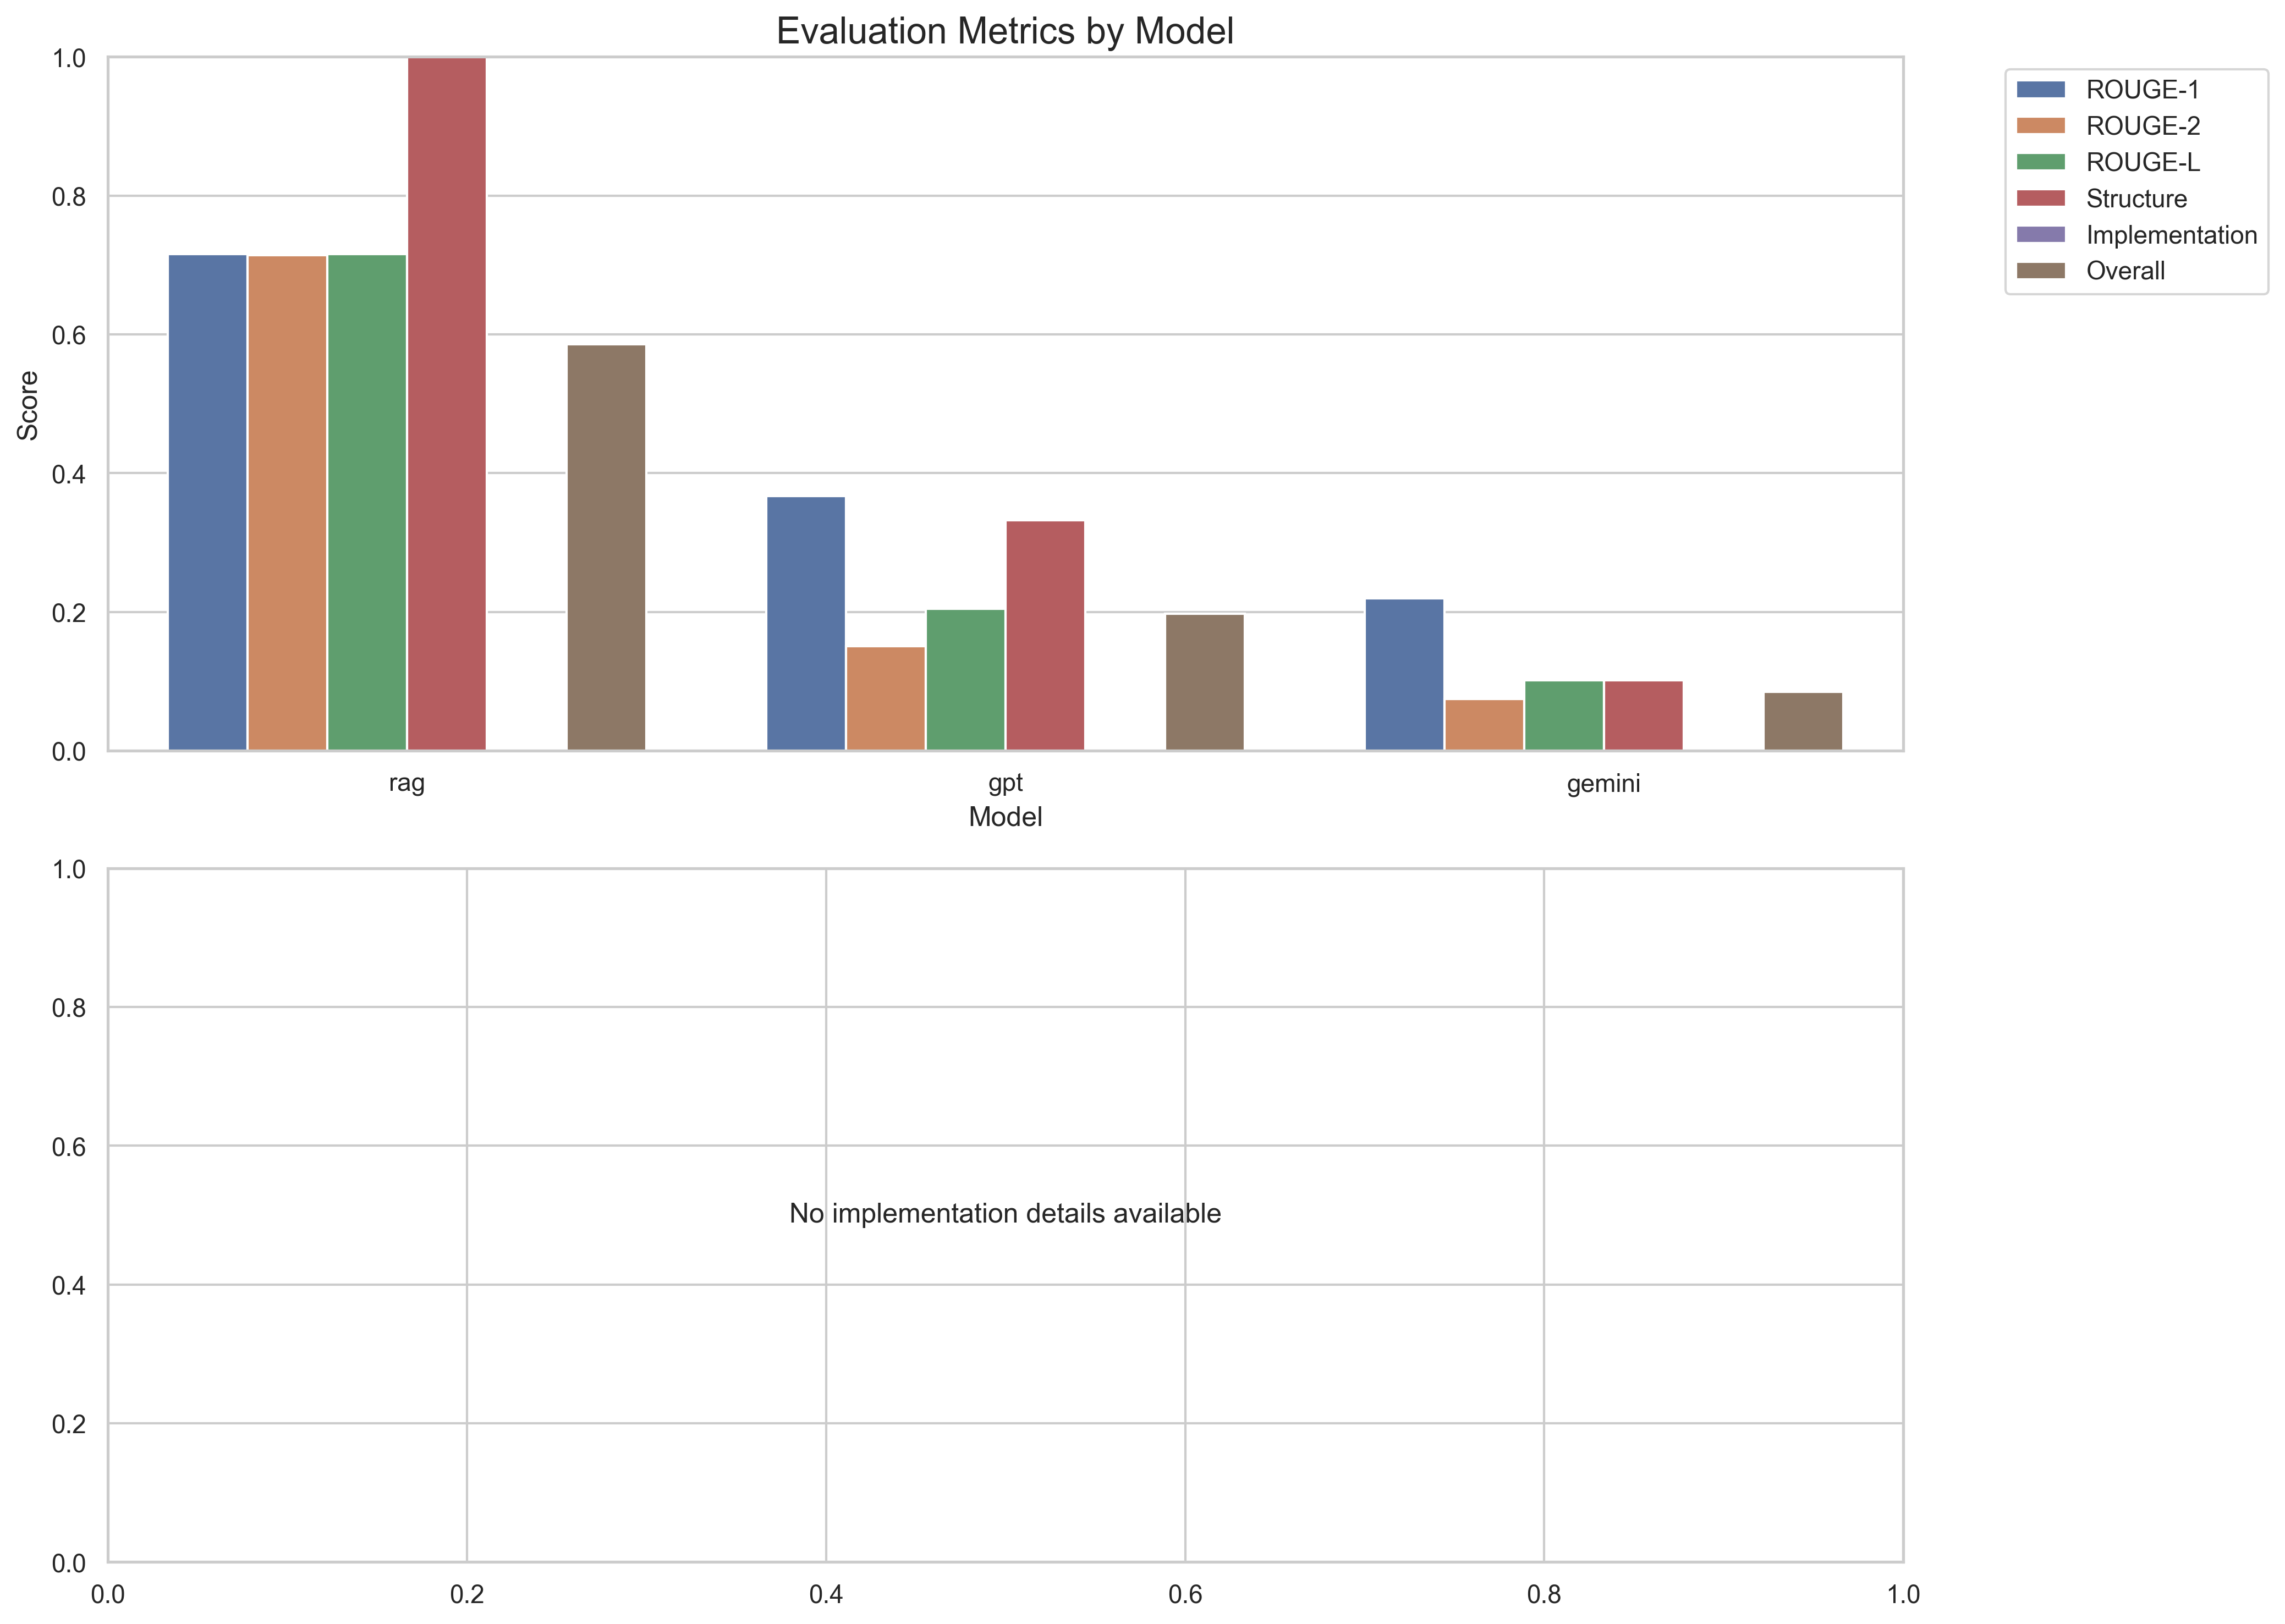 Evaluation Metrics by Model
1.0
0.8
0.6
0.4
0.2
0.0
Score
rag gpt gemini
Model
ROUGE-1
ROUGE-2
ROUGE-L
Structure
Implementation
Overall
1.0
0.8
0.6
0.4
0.2
0.0
No implementation details available
0.0 0.2 0.4 0.6 0.8 1.0